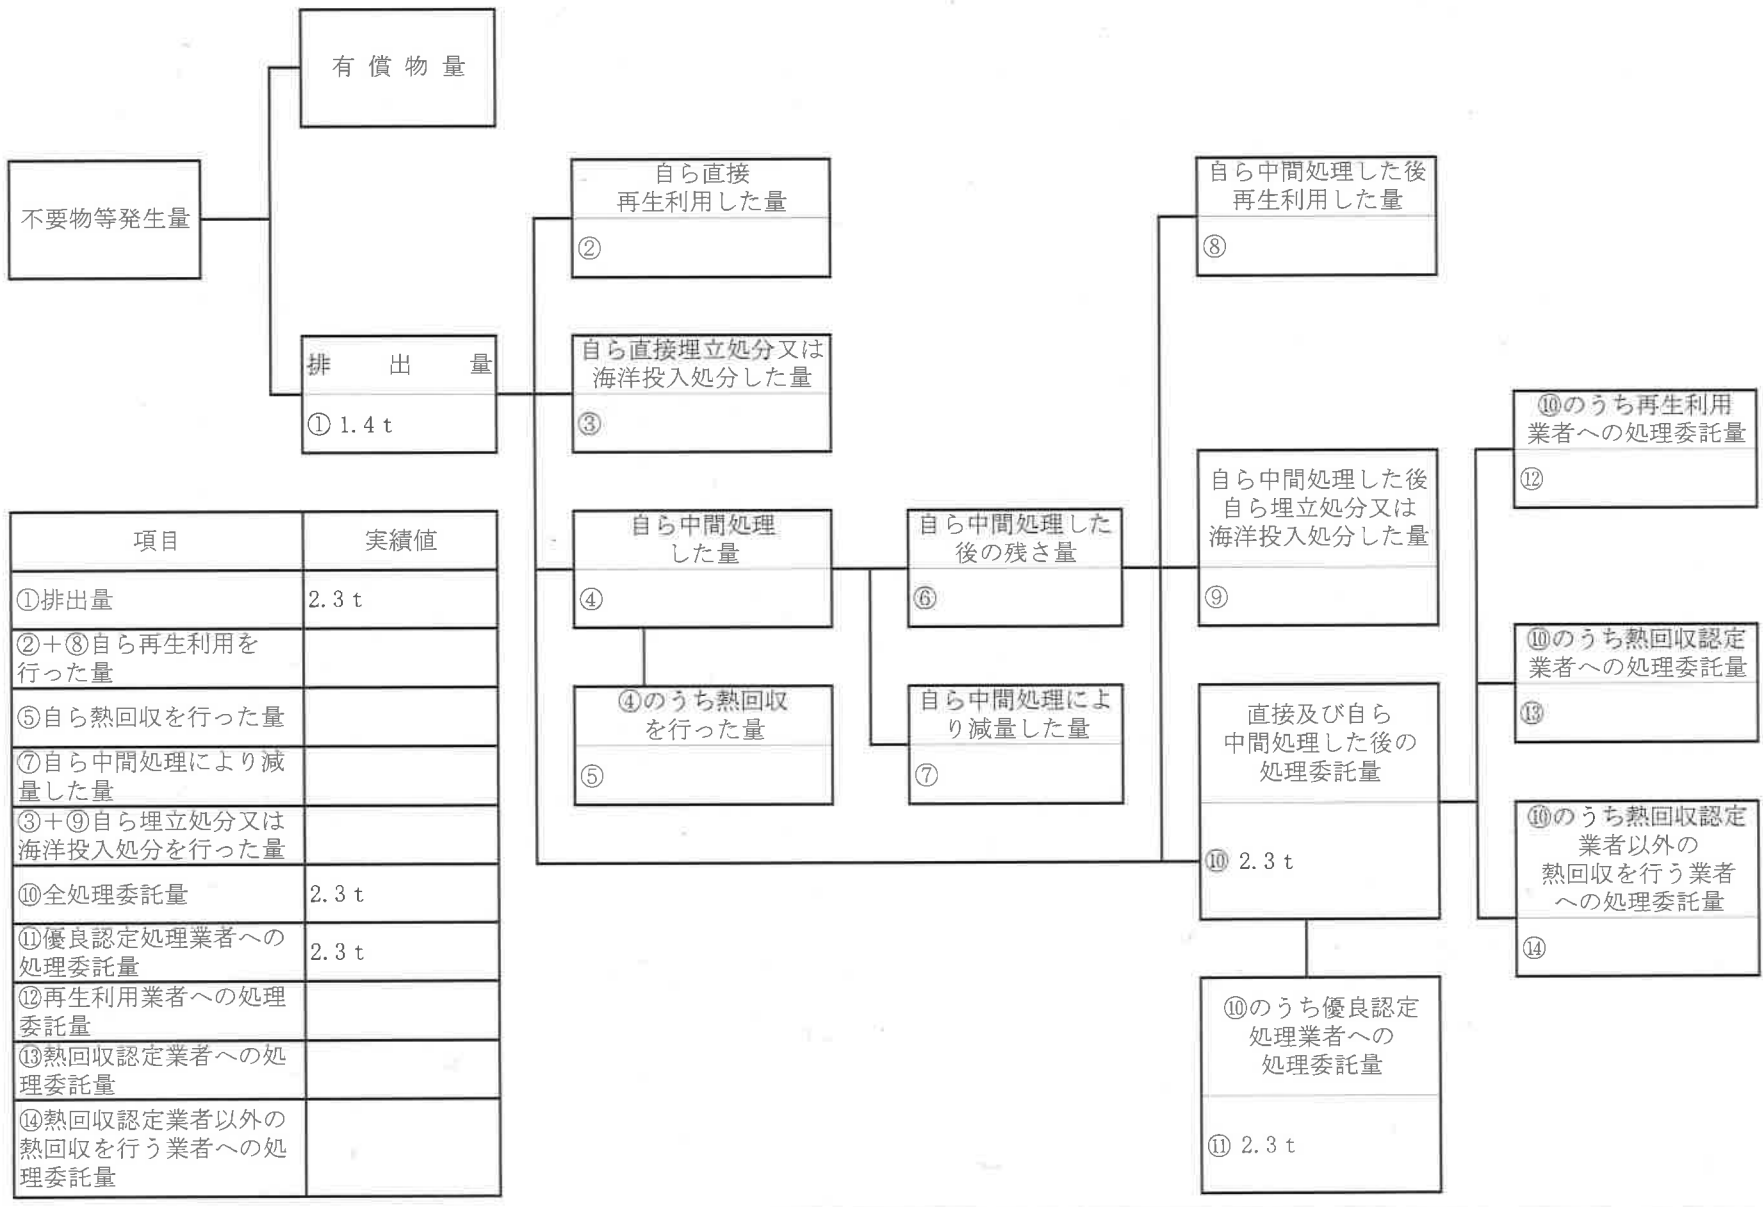 有償物量
不要物等発生量
排出量
① 1.4 t
自ら直接
再生利用した量
②
自ら直接埋立処分又は
海洋投入処分した量
③
自ら中間処理
した量
④
④のうち熱回収
を行った量
⑤
自ら中間処理した
後の残さ量
⑥
自ら中間処理によ
り減量した量
⑦
自ら中間処理した後
再生利用した量
⑧
自ら中間処理した後
自ら埋立処分又は
海洋投入処分した量
⑨
直接及び自ら
中間処理した後の
処理委託量
⑩ 2.3 t
⑩のうち優良認定
処理業者への
処理委託量
⑪ 2.3 t
⑩のうち再生利用
業者への処理委託量
⑫
⑩のうち熱回収認定
業者への処理委託量
⑬
⑩のうち熱回収認定
業者以外の
熱回収を行う業者
への処理委託量
⑭
項目 実績値
①排出量 2.3 t
②＋⑧自ら再生利用を
行った量
⑤自ら熱回収を行った量
⑦自ら中間処理により減
量した量
③＋⑨自ら埋立処分又は
海洋投入処分を行った量
⑩全処理委託量 2.3 t
⑪優良認定処理業者への
処理委託量 2.3 t
⑫再生利用業者への処理
委託量
⑬熱回収認定業者への処
理委託量
⑭熱回収認定業者以外の
熱回収を行う業者への処
理委託量